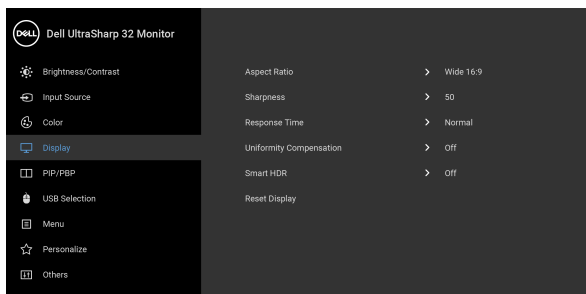 DELL Dell UltraSharp 32 Monitor
Brightness/Contrast
Input Source
Color
Display
PIP/PBP
USB Selection
Menu
Personalize
Others
Aspect Ratio > Wide 16:9
Sharpness > 50
Response Time > Normal
Uniformity Compensation > Off
Smart HDR > Off
Reset Display